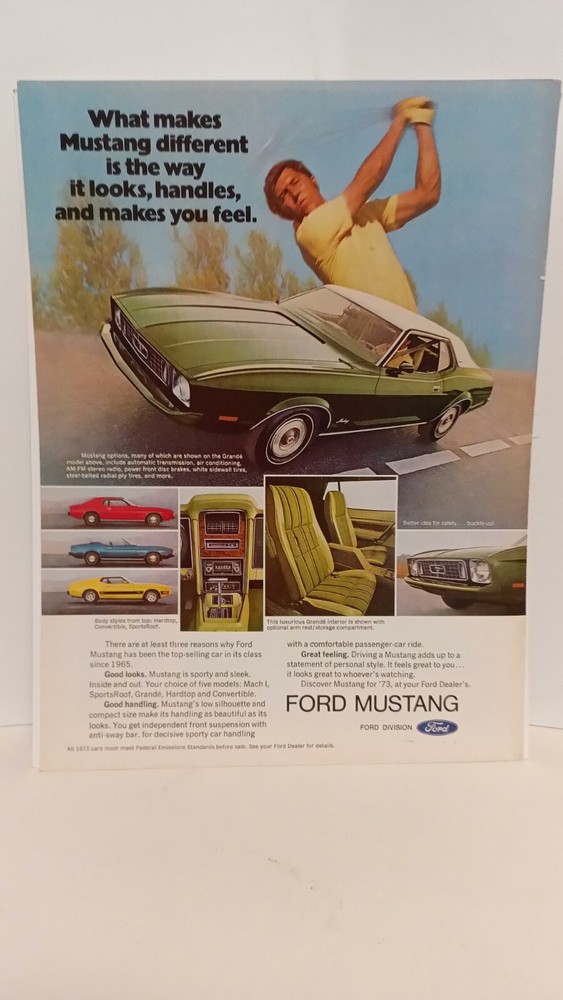 What makes
Mustang different
is the way
it looks, handles,
and makes you feel.
Mustang options, many of which are shown on the Grandé
model above, include automatic transmission, air conditioning,
AM/FM stereo radio, power front disc brakes, white sidewall tires,
steel-belted radial ply tires, and more.
Better idea for safety... buckle-up!
Body styles from top: Hardtop,
Convertible, SportsRoof.
This luxurious Grandé interior is shown with
optional arm rest/storage compartment.
There are at least three reasons why Ford
Mustang has been the top-selling car in its class
since 1965.
Good looks. Mustang is sporty and sleek.
Inside and out. Your choice of five models: Mach I,
SportsRoof, Grandé, Hardtop and Convertible.
Good handling. Mustang's low silhouette and
compact size make its handling as beautiful as its
looks. You get independent front suspension with
anti-sway bar, for decisive sporty car handling
with a comfortable passenger-car ride.
Great feeling. Driving a Mustang adds up to a
statement of personal style. It feels great to you...
it looks great to whoever's watching.
Discover Mustang for '73, at your Ford Dealer's.
FORD MUSTANG
FORD DIVISION Ford
All 1973 cars must meet Federal Emissions Standards before sale. See your Ford Dealer for details.